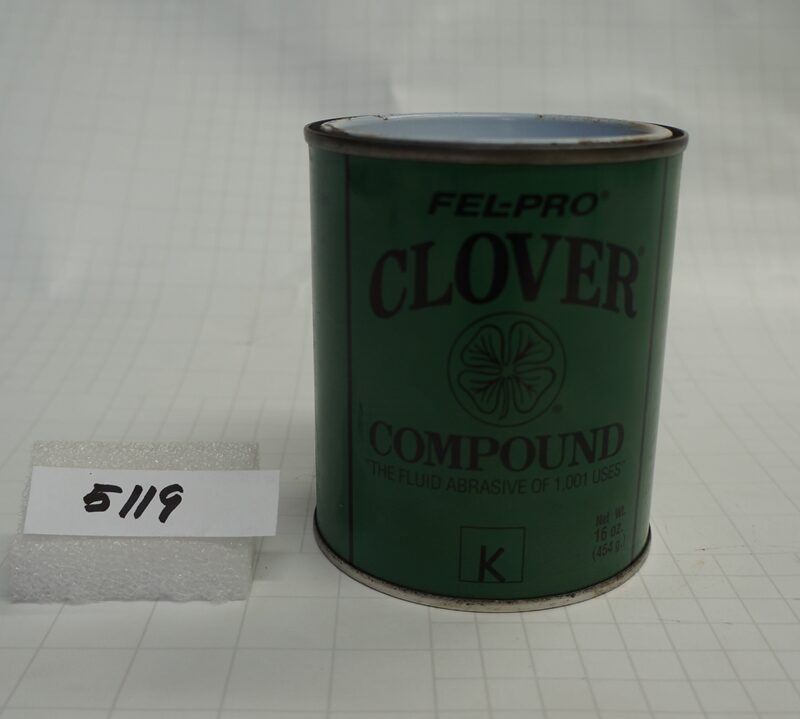 FEL-PRO®
CLOVER®
®
COMPOUND
"THE FLUID ABRASIVE OF 1,001 USES"
K
Net Wt.
16 oz.
(454 g.)
5119